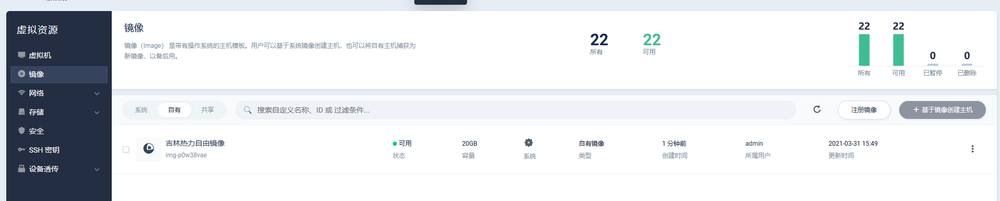 虚拟资源
虚拟机
镜像
网络
存储
安全
SSH 密钥
设备透传
镜像
镜像（Image） 是带有操作系统的主机模板。用户可以基于系统镜像创建主机，也可以将自有主机捕获为
新镜像，以备后用。
22
所有
22
可用
22
22
0
0
所有
可用
已暂停
已删除
系统
自有
共享
搜索自定义名称、ID 或 过滤条件...
注册镜像
+ 基于镜像创建主机
吉林热力自由镜像
img-p0w38vae
可用
状态
20GB
容量
系统
自有镜像
类型
1 分钟前
创建时间
admin
所属用户
2021-03-31 15:49
更新时间